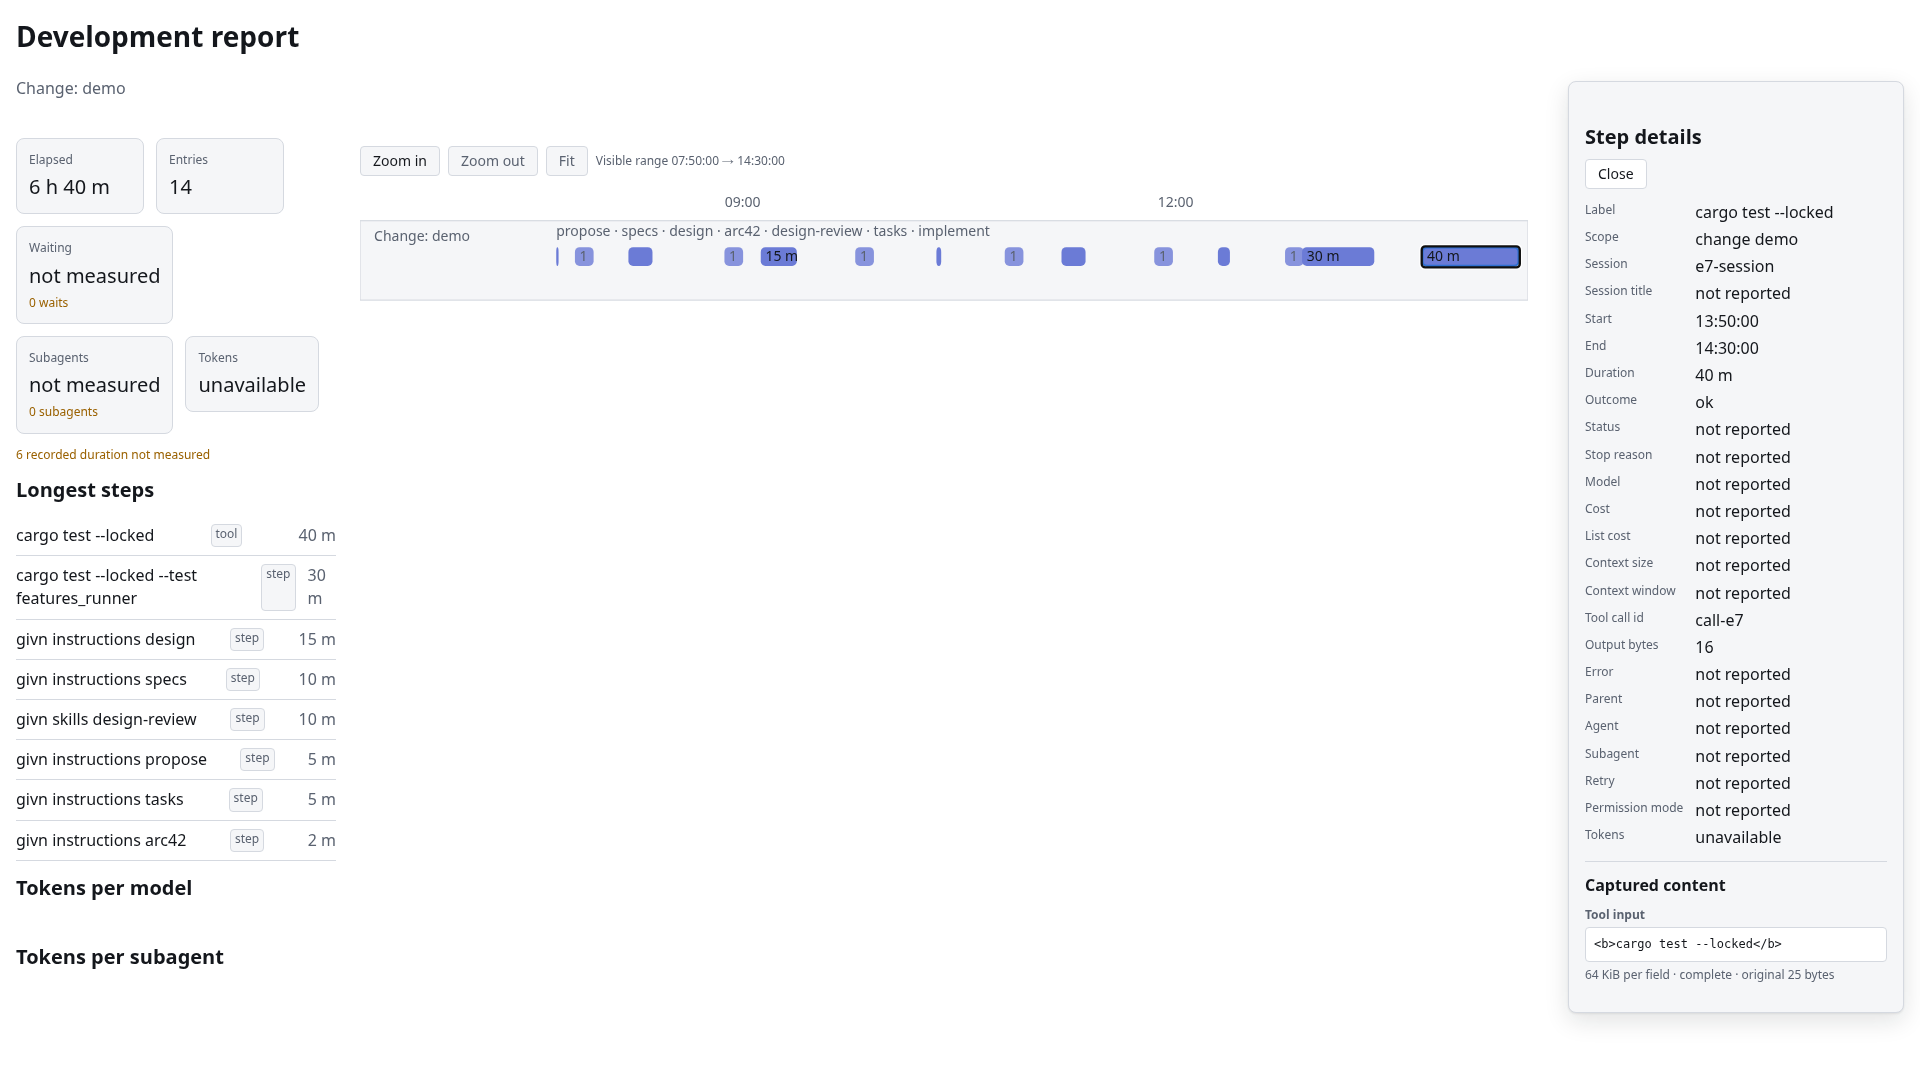 Development report
Change: demo
Elapsed
6 h 40 m
Entries
14
Waiting
not measured
0 waits
Subagents
not measured
0 subagents
Tokens
unavailable
6 recorded duration not measured
Longest steps
cargo test --locked tool 40 m
cargo test --locked --test features_runner step 30 m
givn instructions design step 15 m
givn instructions specs step 10 m
givn skills design-review step 10 m
givn instructions propose step 5 m
givn instructions tasks step 5 m
givn instructions arc42 step 2 m
Tokens per model
Tokens per subagent
Zoom in Zoom out Fit Visible range 07:50:00 → 14:30:00
09:00 12:00
Change: demo
propose · specs · design · arc42 · design-review · tasks · implement
1 1 15 m 1 1 1 1 30 m 40 m
Step details
Close
Label cargo test --locked
Scope change demo
Session e7-session
Session title not reported
Start 13:50:00
End 14:30:00
Duration 40 m
Outcome ok
Status not reported
Stop reason not reported
Model not reported
Cost not reported
List cost not reported
Context size not reported
Context window not reported
Tool call id call-e7
Output bytes 16
Error not reported
Parent not reported
Agent not reported
Subagent not reported
Retry not reported
Permission mode not reported
Tokens unavailable
Captured content
Tool input
<b>cargo test --locked</b>
64 KiB per field · complete · original 25 bytes